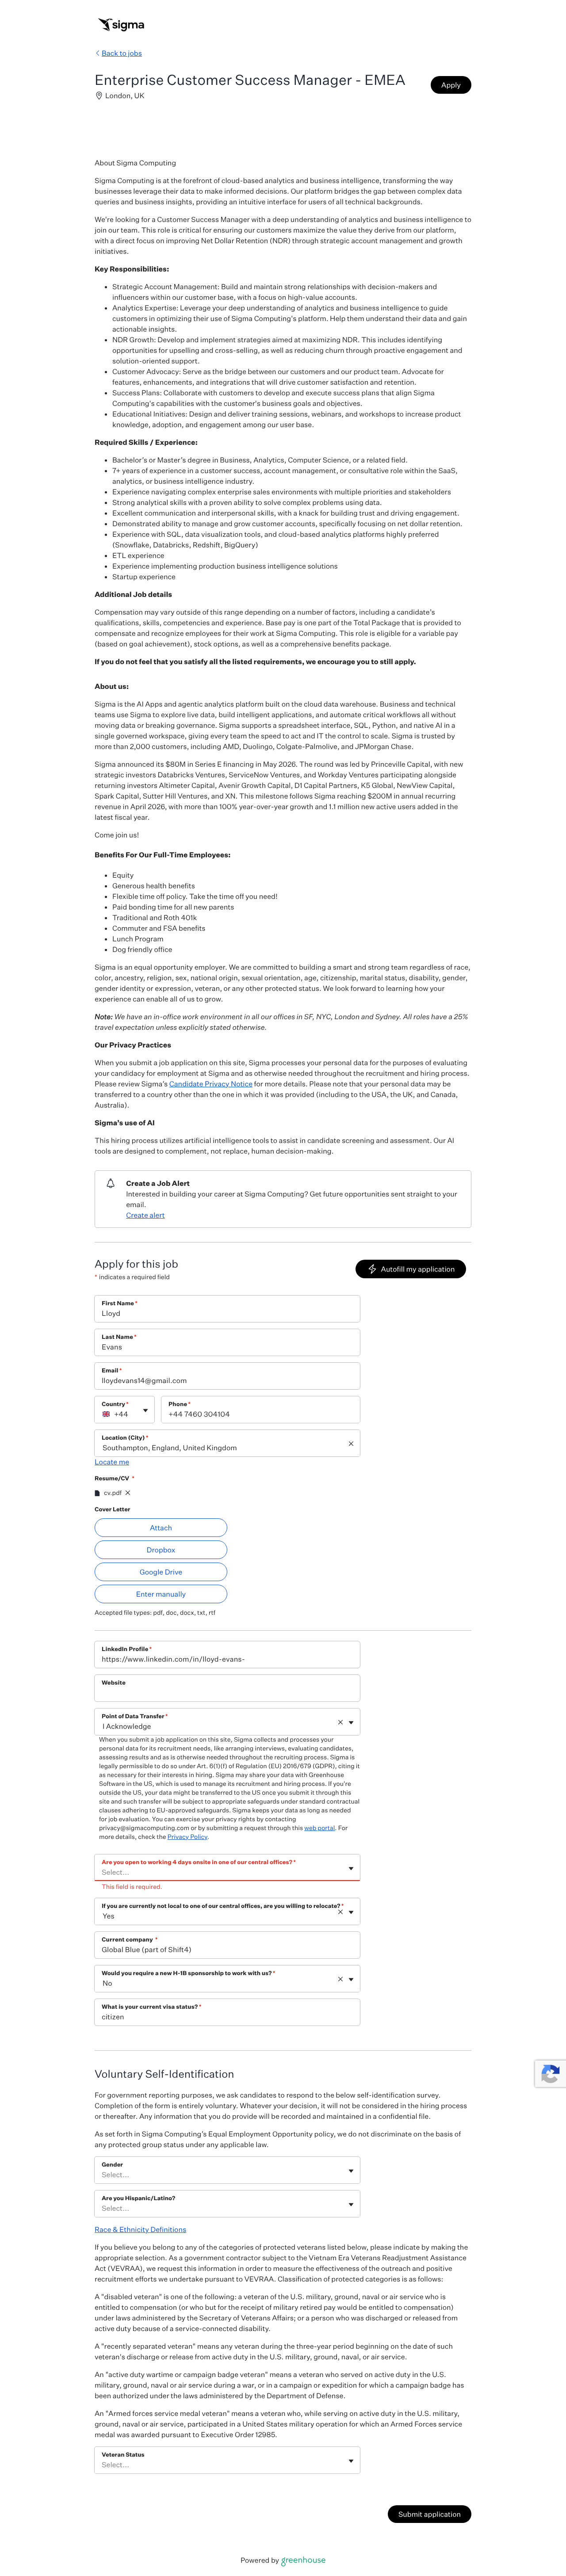 sigma
Back to jobs
Enterprise Customer Success Manager - EMEA
Apply
London, UK
About Sigma Computing
Sigma Computing is at the forefront of cloud-based analytics and business intelligence, transforming the way
businesses leverage their data to make informed decisions. Our platform bridges the gap between complex data
queries and business insights, providing an intuitive interface for users of all technical backgrounds.
We're looking for a Customer Success Manager with a deep understanding of analytics and business intelligence to
join our team. This role is critical for ensuring our customers maximize the value they derive from our platform,
with a direct focus on improving Net Dollar Retention (NDR) through strategic account management and growth
initiatives.
Key Responsibilities:
Strategic Account Management: Build and maintain strong relationships with decision-makers and
influencers within our customer base, with a focus on high-value accounts.
Analytics Expertise: Leverage your deep understanding of analytics and business intelligence to guide
customers in optimizing their use of Sigma Computing's platform. Help them understand their data and gain
actionable insights.
NDR Growth: Develop and implement strategies aimed at maximizing NDR. This includes identifying
opportunities for upselling and cross-selling, as well as reducing churn through proactive engagement and
solution-oriented support.
Customer Advocacy: Serve as the bridge between our customers and our product team. Advocate for
features, enhancements, and integrations that will drive customer satisfaction and retention.
Success Plans: Collaborate with customers to develop and execute success plans that align Sigma
Computing's capabilities with the customer's business goals and objectives.
Educational Initiatives: Design and deliver training sessions, webinars, and workshops to increase product
knowledge, adoption, and engagement among our user base.
Required Skills / Experience:
Bachelor's or Master's degree in Business, Analytics, Computer Science, or a related field.
7+ years of experience in a customer success, account management, or consultative role within the SaaS,
analytics, or business intelligence industry.
Experience navigating complex enterprise sales environments with multiple priorities and stakeholders
Strong analytical skills with a proven ability to solve complex problems using data.
Excellent communication and interpersonal skills, with a knack for building trust and driving engagement.
Demonstrated ability to manage and grow customer accounts, specifically focusing on net dollar retention.
Experience with SQL, data visualization tools, and cloud-based analytics platforms highly preferred
(Snowflake, Databricks, Redshift, BigQuery)
ETL experience
Experience implementing production business intelligence solutions
Startup experience
Additional Job details
Compensation may vary outside of this range depending on a number of factors, including a candidate's
qualifications, skills, competencies and experience. Base pay is one part of the Total Package that is provided to
compensate and recognize employees for their work at Sigma Computing. This role is eligible for a variable pay
(based on goal achievement), stock options, as well as a comprehensive benefits package.
If you do not feel that you satisfy all the listed requirements, we encourage you to still apply.
About us:
Sigma is the AI Apps and agentic analytics platform built on the cloud data warehouse. Business and technical
teams use Sigma to explore live data, build intelligent applications, and automate critical workflows all without
moving data or breaking governance. Sigma supports a spreadsheet interface, SQL, Python, and native AI in a
single governed workspace, giving every team the speed to act and IT the control to scale. Sigma is trusted by
more than 2,000 customers, including AMD, Duolingo, Colgate-Palmolive, and JPMorgan Chase.
Sigma announced its $80M in Series E financing in May 2026. The round was led by Princeville Capital, with new
strategic investors Databricks Ventures, ServiceNow Ventures, and Workday Ventures participating alongside
returning investors Altimeter Capital, Avenir Growth Capital, D1 Capital Partners, K5 Global, NewView Capital,
Spark Capital, Sutter Hill Ventures, and XN. This milestone follows Sigma reaching $200M in annual recurring
revenue in April 2026, with more than 100% year-over-year growth and 1.1 million new active users added in the
latest fiscal year.
Come join us!
Benefits For Our Full-Time Employees:
Equity
Generous health benefits
Flexible time off policy. Take the time off you need!
Paid bonding time for all new parents
Traditional and Roth 401k
Commuter and FSA benefits
Lunch Program
Dog friendly office
Sigma is an equal opportunity employer. We are committed to building a smart and strong team regardless of race,
color, ancestry, religion, sex, national origin, sexual orientation, age, citizenship, marital status, disability, gender,
gender identity or expression, veteran, or any other protected status. We look forward to learning how your
experience can enable all of us to grow.
Note: We have an in-office work environment in all our offices in SF, NYC, London and Sydney. All roles have a 25%
travel expectation unless explicitly stated otherwise.
Our Privacy Practices
When you submit a job application on this site, Sigma processes your personal data for the purposes of evaluating
your candidacy for employment at Sigma and as otherwise needed throughout the recruitment and hiring process.
Please review Sigma's Candidate Privacy Notice for more details. Please note that your personal data may be
transferred to a country other than the one in which it was provided (including to the USA, the UK, and Canada,
Australia).
Sigma's use of AI
This hiring process utilizes artificial intelligence tools to assist in candidate screening and assessment. Our AI
tools are designed to complement, not replace, human decision-making.
Create a Job Alert
Interested in building your career at Sigma Computing? Get future opportunities sent straight to your
email.
Create alert
Apply for this job
* indicates a required field
Autofill my application
First Name*
Lloyd
Last Name*
Evans
Email*
lloydevans14@gmail.com
Country*
+44
Phone*
+44 7460 304104
Location (City)*
Southampton, England, United Kingdom
Locate me
Resume/CV *
cv.pdf
Cover Letter
Attach
Dropbox
Google Drive
Enter manually
Accepted file types: pdf, doc, docx, txt, rtf
LinkedIn Profile*
https://www.linkedin.com/in/lloyd-evans-
Website
Point of Data Transfer*
I Acknowledge
When you submit a job application on this site, Sigma collects and processes your
personal data for its recruitment needs, like arranging interviews, evaluating candidates,
assessing results and as is otherwise needed throughout the recruiting process. Sigma is
legally permissible to do so under Art. 6(1)(f) of Regulation (EU) 2016/679 (GDPR), citing it
as necessary for their interests in hiring. Sigma may share your data with Greenhouse
Software in the US, which is used to manage its recruitment and hiring process. If you're
outside the US, your data might be transferred to the US once you submit it through this
site and such transfer will be subject to appropriate safeguards under standard contractual
clauses adhering to EU-approved safeguards. Sigma keeps your data as long as needed
for job evaluation. You can exercise your privacy rights by contacting
privacy@sigmacomputing.com or by submitting a request through this web portal. For
more details, check the Privacy Policy.
Are you open to working 4 days onsite in one of our central offices?*
Select...
This field is required.
If you are currently not local to one of our central offices, are you willing to relocate?*
Yes
Current company *
Global Blue (part of Shift4)
Would you require a new H-1B sponsorship to work with us?*
No
What is your current visa status?*
citizen
Voluntary Self-Identification
For government reporting purposes, we ask candidates to respond to the below self-identification survey.
Completion of the form is entirely voluntary. Whatever your decision, it will not be considered in the hiring process
or thereafter. Any information that you do provide will be recorded and maintained in a confidential file.
As set forth in Sigma Computing's Equal Employment Opportunity policy, we do not discriminate on the basis of
any protected group status under any applicable law.
Gender
Select...
Are you Hispanic/Latino?
Select...
Race & Ethnicity Definitions
If you believe you belong to any of the categories of protected veterans listed below, please indicate by making the
appropriate selection. As a government contractor subject to the Vietnam Era Veterans Readjustment Assistance
Act (VEVRAA), we request this information in order to measure the effectiveness of the outreach and positive
recruitment efforts we undertake pursuant to VEVRAA. Classification of protected categories is as follows:
A "disabled veteran" is one of the following: a veteran of the U.S. military, ground, naval or air service who is
entitled to compensation (or who but for the receipt of military retired pay would be entitled to compensation)
under laws administered by the Secretary of Veterans Affairs; or a person who was discharged or released from
active duty because of a service-connected disability.
A "recently separated veteran" means any veteran during the three-year period beginning on the date of such
veteran's discharge or release from active duty in the U.S. military, ground, naval, or air service.
An "active duty wartime or campaign badge veteran" means a veteran who served on active duty in the U.S.
military, ground, naval or air service during a war, or in a campaign or expedition for which a campaign badge has
been authorized under the laws administered by the Department of Defense.
An "Armed forces service medal veteran" means a veteran who, while serving on active duty in the U.S. military,
ground, naval or air service, participated in a United States military operation for which an Armed Forces service
medal was awarded pursuant to Executive Order 12985.
Veteran Status
Select...
Submit application
Powered by greenhouse